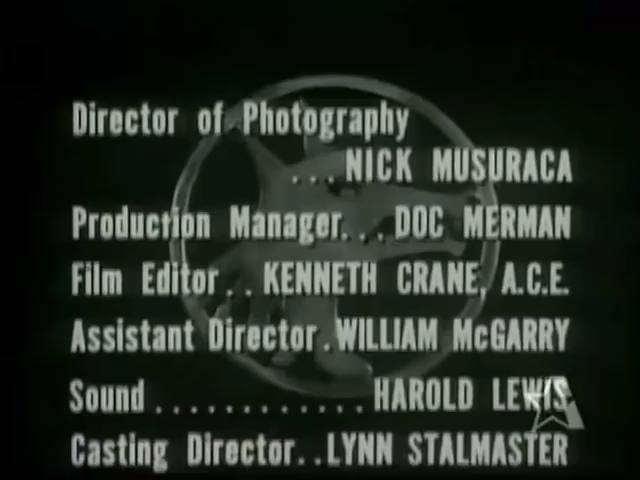 Director of Photography
...NICK MUSURACA
Production Manager...DOC MERMAN
Film Editor..KENNETH CRANE, A.C.E.
Assistant Director.WILLIAM McGARRY
Sound.............HAROLD LEWIS
Casting Director..LYNN STALMASTER